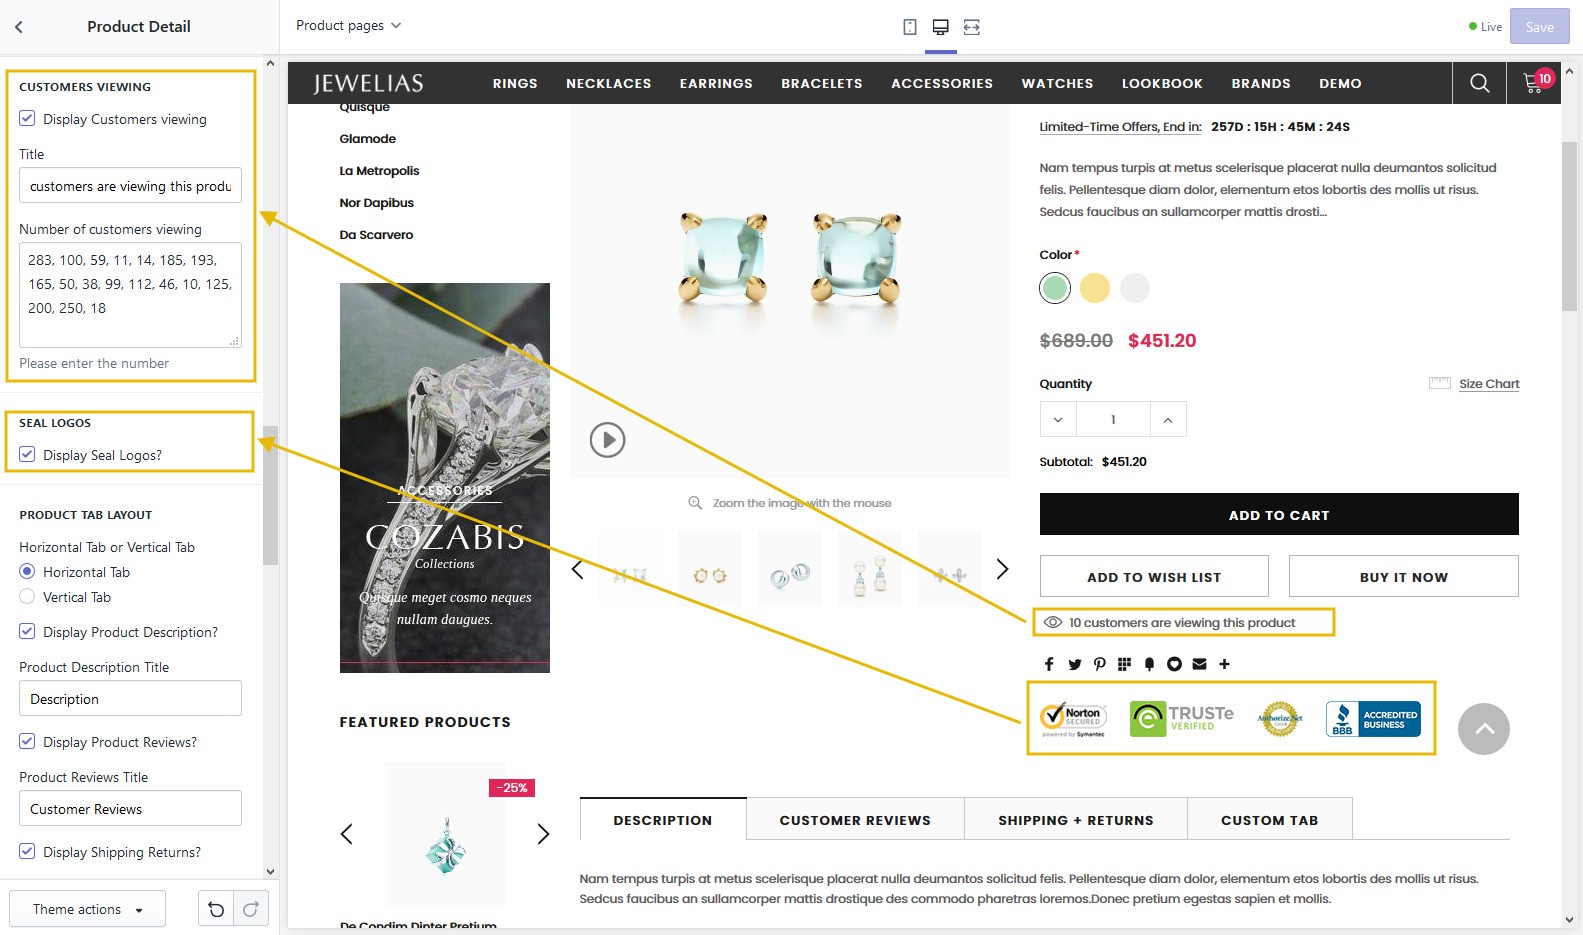 Product Detail
Product pages
Live
Save
CUSTOMERS VIEWING
Display Customers viewing
Title
customers are viewing this produ
Number of customers viewing
283, 100, 59, 11, 14, 185, 193,
165, 50, 38, 99, 112, 46, 10, 125,
200, 250, 18
Please enter the number
SEAL LOGOS
Display Seal Logos?
PRODUCT TAB LAYOUT
Horizontal Tab or Vertical Tab
Horizontal Tab
Vertical Tab
Display Product Description?
Product Description Title
Description
Display Product Reviews?
Product Reviews Title
Customer Reviews
Display Shipping Returns?
Theme actions
JEWELIAS
RINGS NECKLACES EARRINGS BRACELETS ACCESSORIES WATCHES LOOKBOOK BRANDS DEMO
10
Quisque
Glamode
La Metropolis
Nor Dapibus
Da Scarvero
ACCESSORIES
COZABIS
Collections
Quisque meget cosmo neques
nullam daugues.
FEATURED PRODUCTS
-25%
De Condim Dinter Pretium
Zoom the image with the mouse
Limited-Time Offers, End in: 257D : 15H : 45M : 24S
Nam tempus turpis at metus scelerisque placerat nulla deumantos solicitud
felis. Pellentesque diam dolor, elementum etos lobortis des mollis ut risus.
Sedcus faucibus an sullamcorper mattis drosti...
Color *
$689.00 $451.20
Quantity
Size Chart
1
Subtotal: $451.20
ADD TO CART
ADD TO WISH LIST
BUY IT NOW
10 customers are viewing this product
Norton
SECURED
powered by Symantec
TRUSTe
VERIFIED
Authorize.Net
BBB
ACCREDITED
BUSINESS
DESCRIPTION
CUSTOMER REVIEWS
SHIPPING + RETURNS
CUSTOM TAB
Nam tempus turpis at metus scelerisque placerat nulla deumantos solicitud felis. Pellentesque diam dolor, elementum etos lobortis des mollis ut risus.
Sedcus faucibus an sullamcorper mattis drostique des commodo pharetras loremos.Donec pretium egestas sapien et mollis.